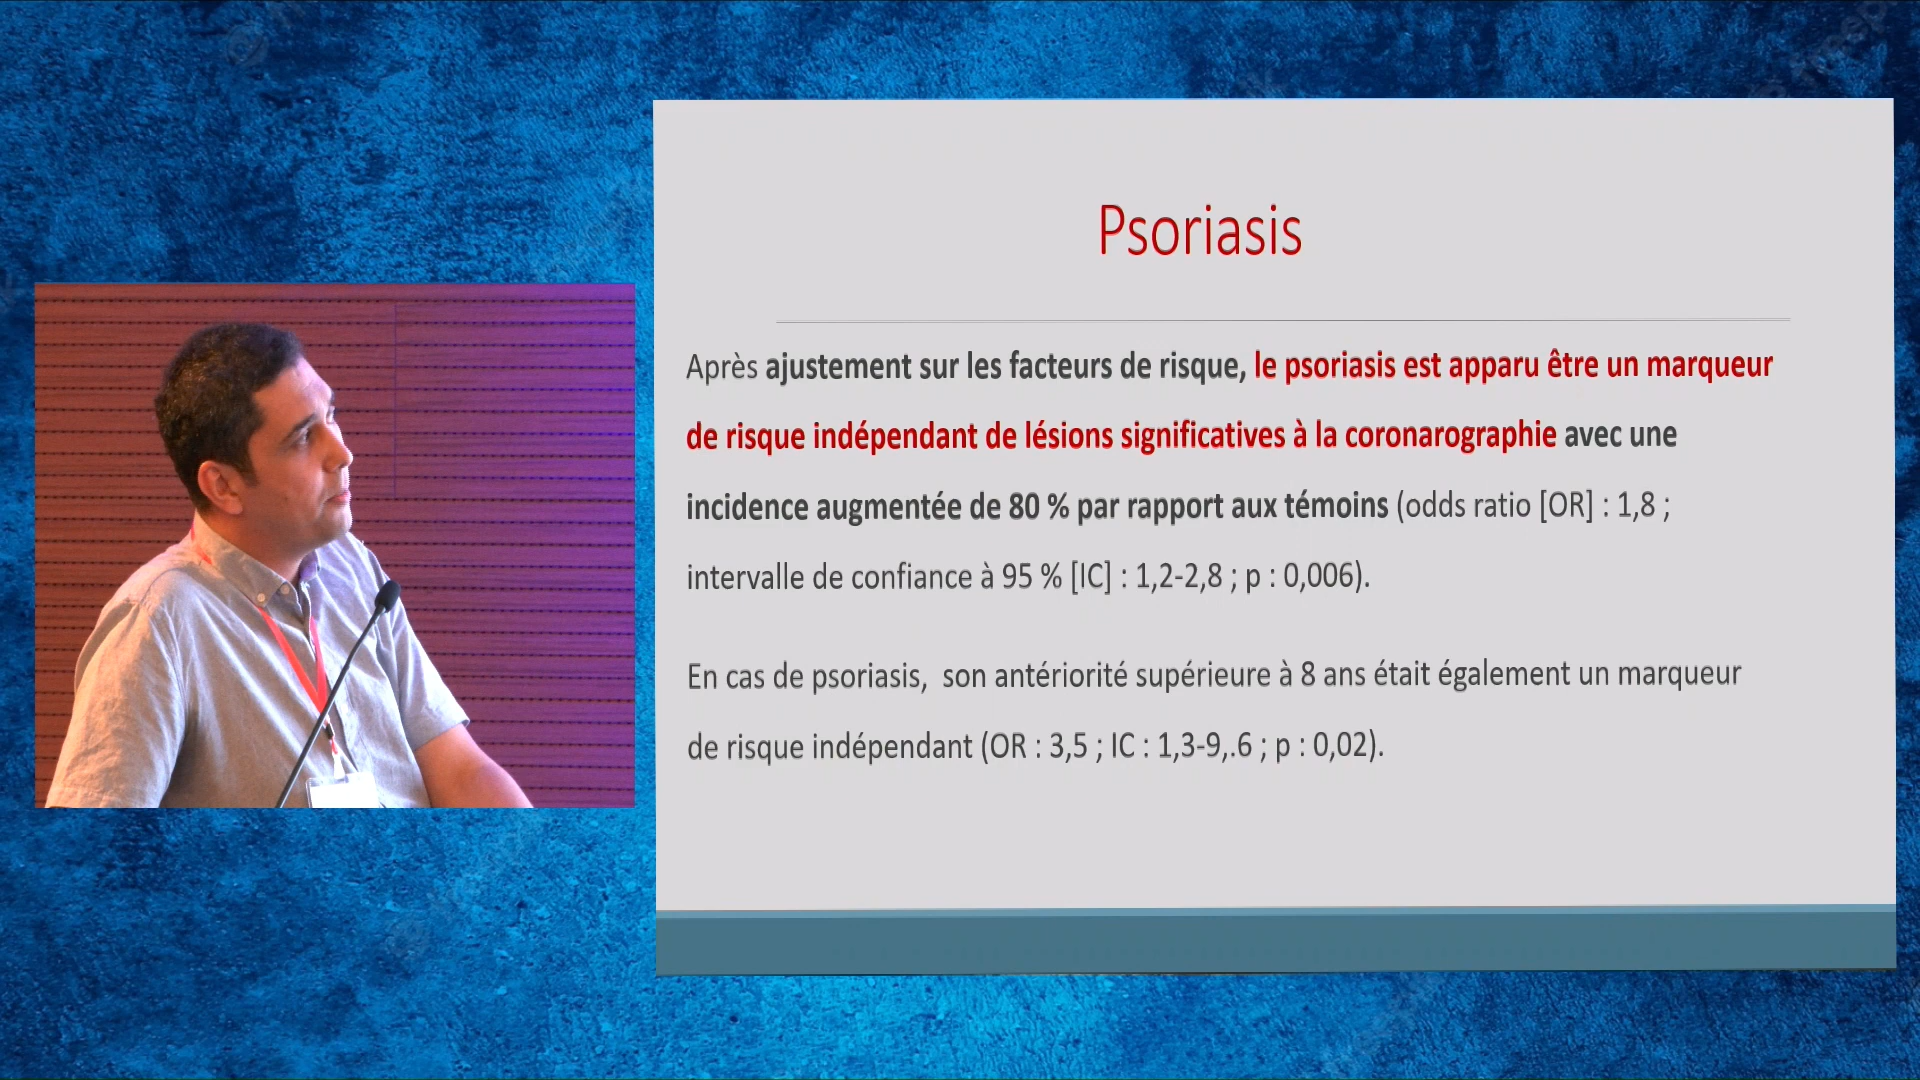 Psoriasis
Après ajustement sur les facteurs de risque, le psoriasis est apparu être un marqueur
de risque indépendant de lésions significatives à la coronarographie avec une
incidence augmentée de 80 % par rapport aux témoins (odds ratio [OR] : 1,8 ;
intervalle de confiance à 95 % [IC] : 1,2-2,8 ; p : 0,006).
En cas de psoriasis,  son antériorité supérieure à 8 ans était également un marqueur
de risque indépendant (OR : 3,5 ; IC : 1,3-9,.6 ; p : 0,02).